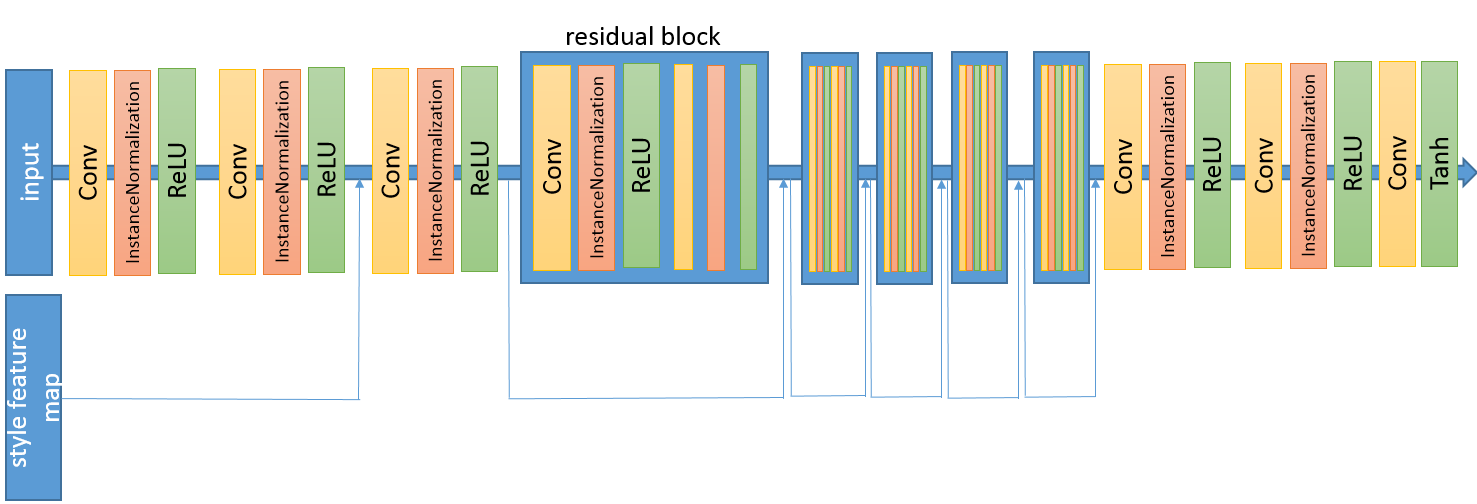 residual block
input
Conv
InstanceNormalization
ReLU
Conv
InstanceNormalization
ReLU
Conv
InstanceNormalization
ReLU
Conv
InstanceNormalization
ReLU
Conv
InstanceNormalization
ReLU
Conv
InstanceNormalization
ReLU
Conv
Tanh
style feature
map